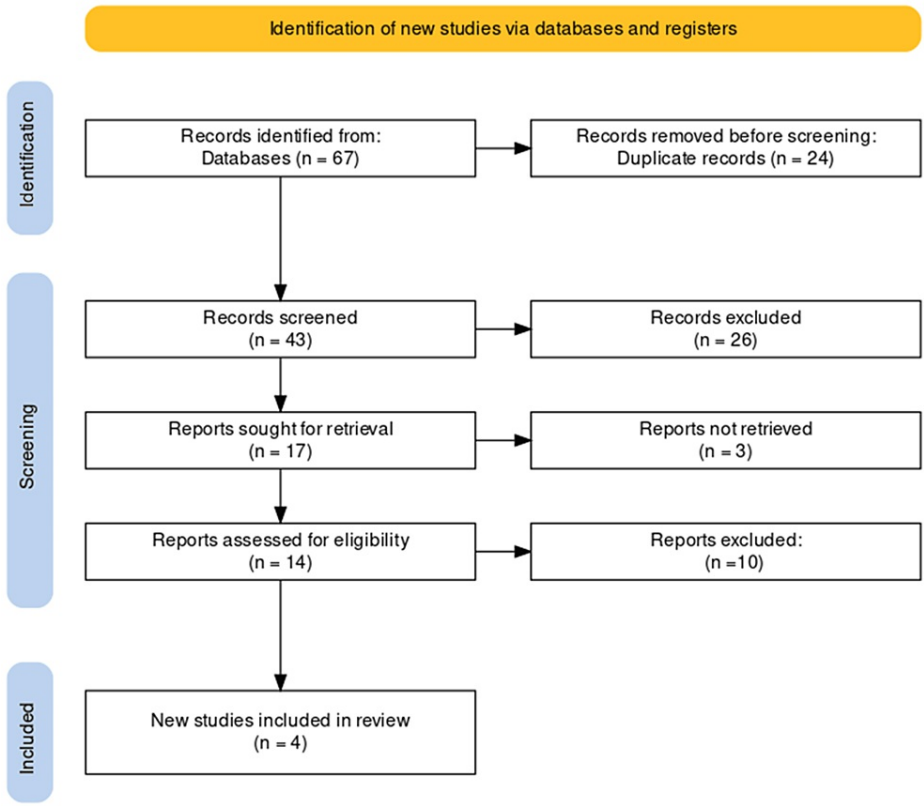 Identification of new studies via databases and registers
Identification
Records identified from:
Databases (n = 67)
Records removed before screening:
Duplicate records (n = 24)
Screening
Records screened
(n = 43)
Records excluded
(n = 26)
Reports sought for retrieval
(n = 17)
Reports not retrieved
(n = 3)
Reports assessed for eligibility
(n = 14)
Reports excluded:
(n =10)
Included
New studies included in review
(n = 4)